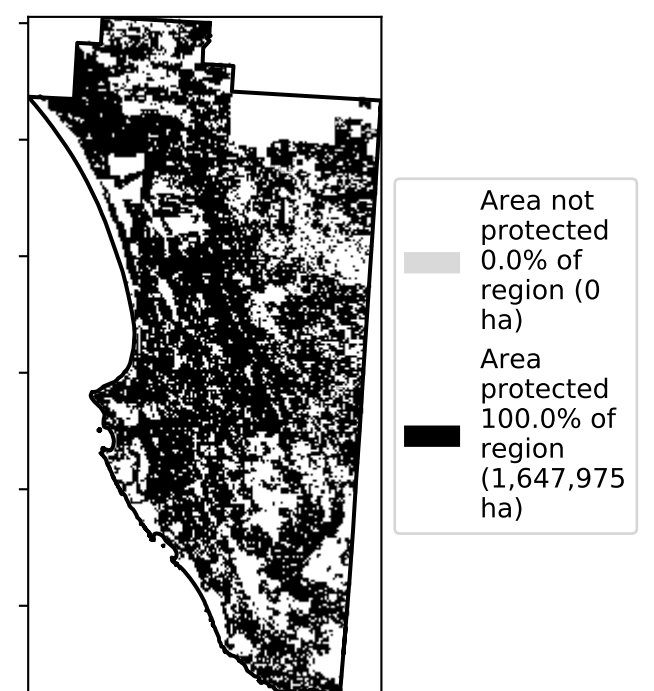 Area not
protected
0.0% of
region (0
ha)
Area
protected
100.0% of
region
(1,647,975
ha)